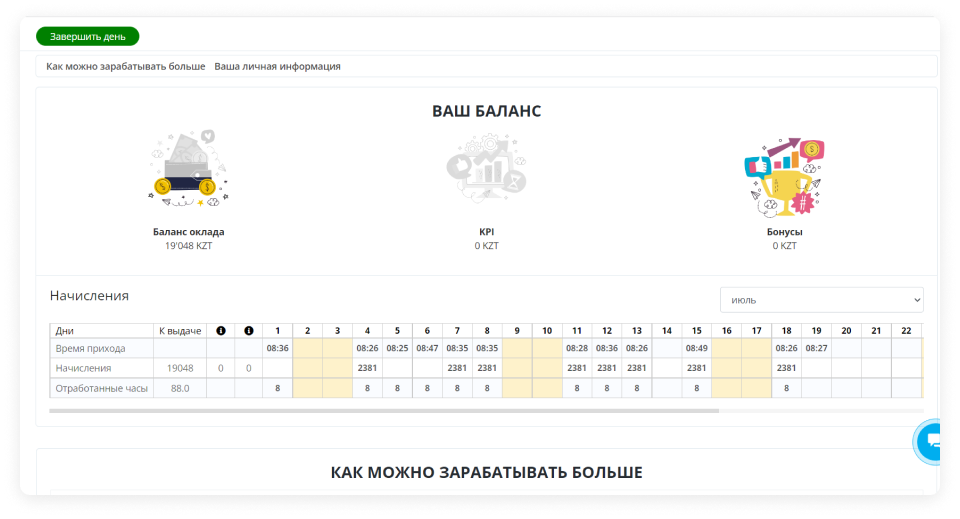 Завершить день
Как можно зарабатывать больше Ваша личная информация
ВАШ БАЛАНС
Баланс оклада
19'048 KZT
KPI
0 KZT
Бонусы
0 KZT
Начисления
июль
Дни К выдаче 1 2 3 4 5 6 7 8 9 10 11 12 13 14 15 16 17 18 19 20 21 22
Время прихода 08:36 08:26 08:25 08:47 08:35 08:35 08:28 08:36 08:26 08:49 08:26 08:27
Начисления 19048 0 0 2381 2381 2381 2381 2381 2381 2381 2381
Отработанные часы 88.0 8 8 8 8 8 8 8 8 8 8 8
КАК МОЖНО ЗАРАБАТЫВАТЬ БОЛЬШЕ